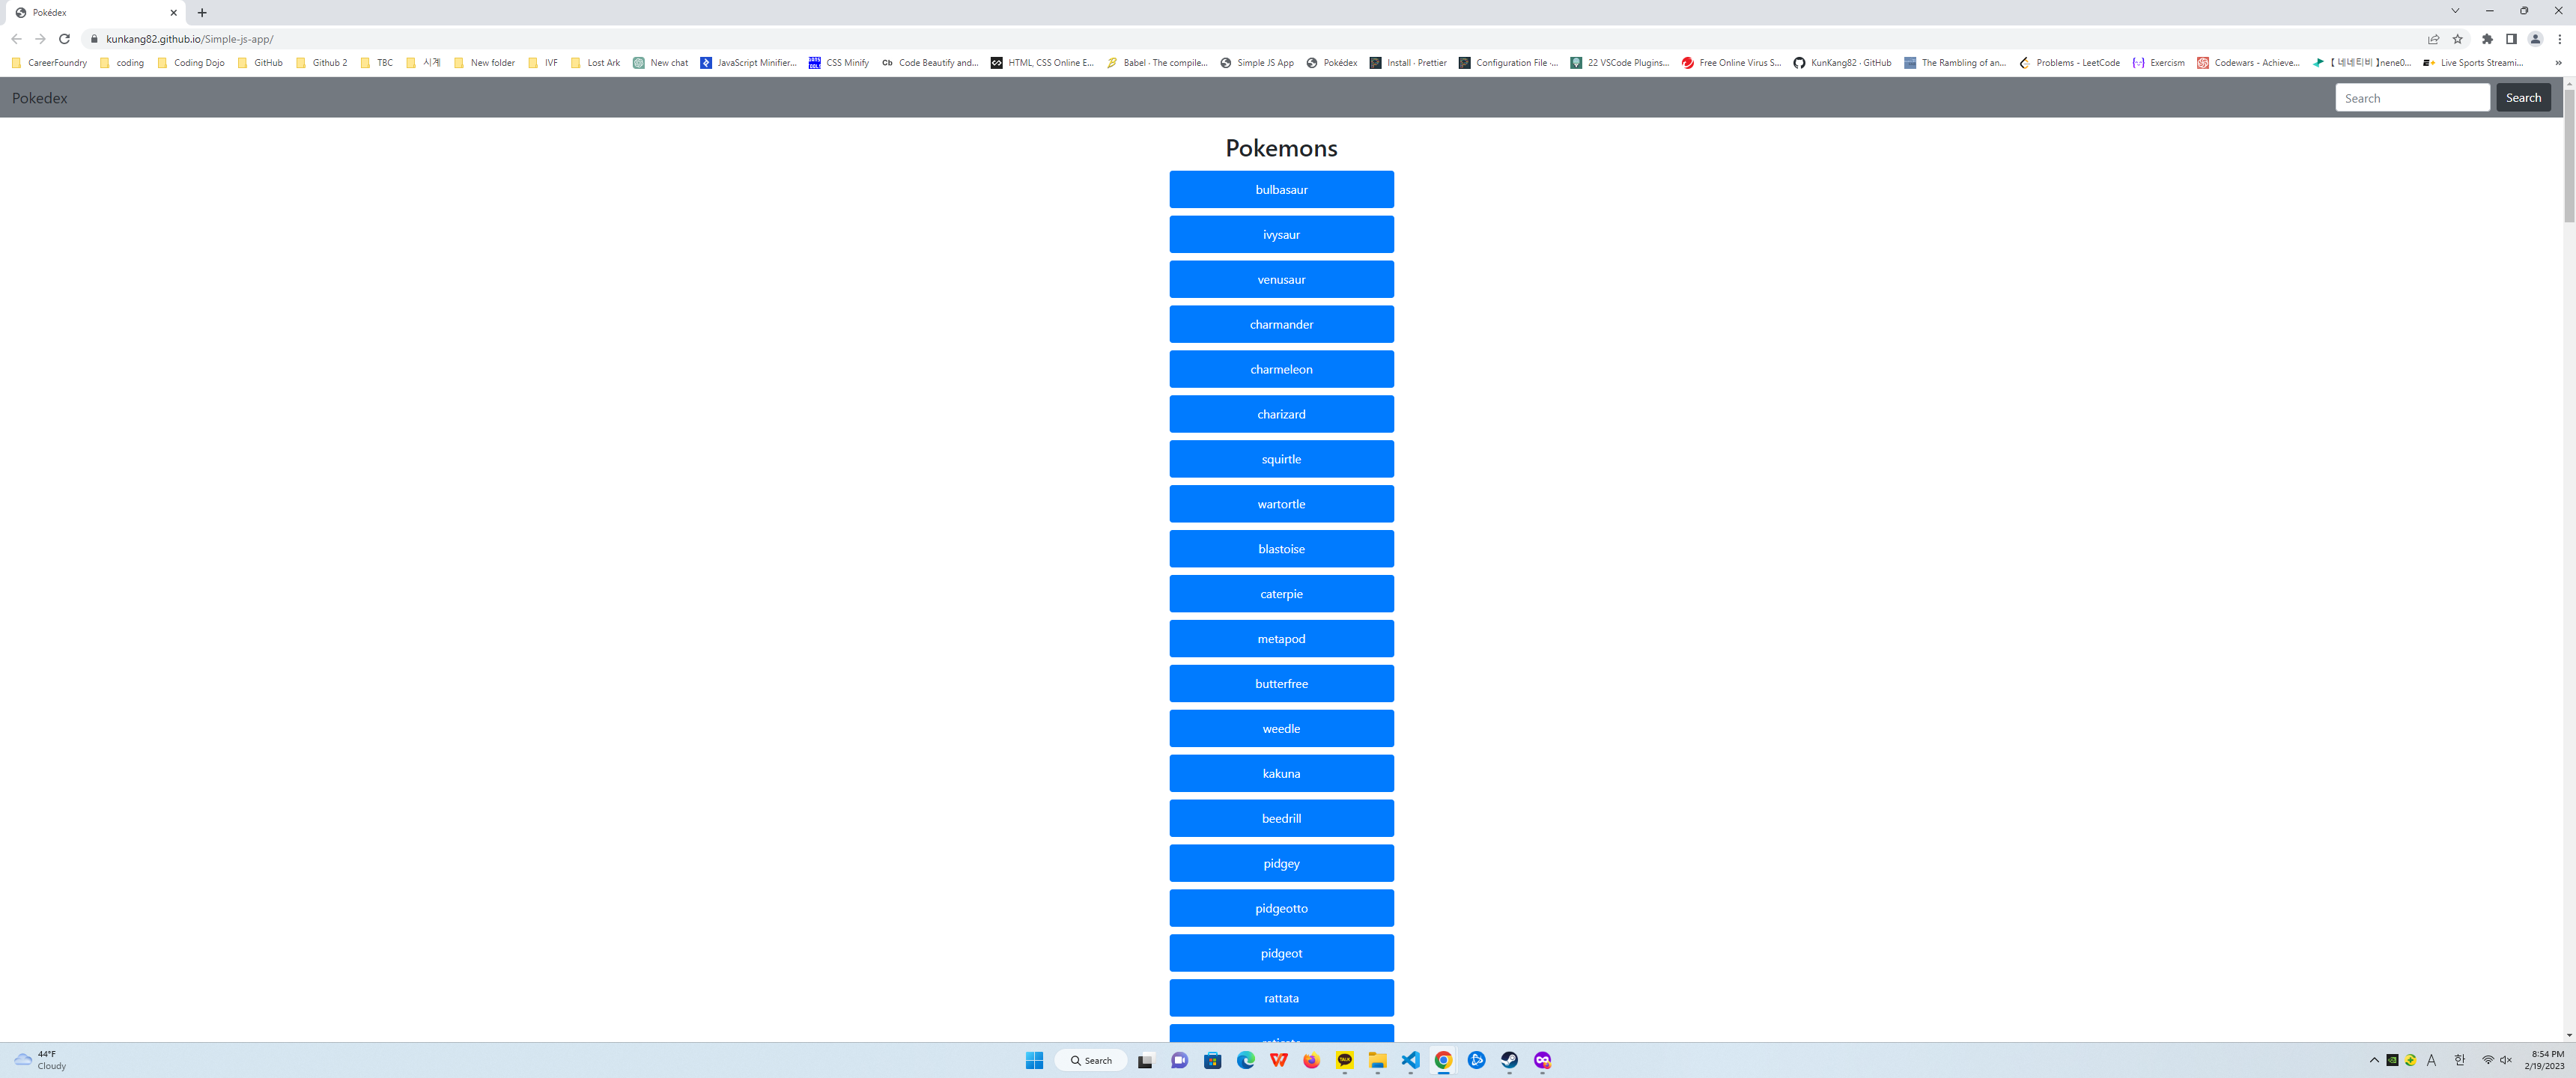 Pokédex
kunkang82.github.io/Simple-js-app/
CareerFoundry coding Coding Dojo GitHub Github 2 TBC 시계 New folder IVF Lost Ark New chat JavaScript Minifier... CSS Minify Code Beautify and... HTML, CSS Online E... Babel · The compile... Simple JS App Pokédex Install · Prettier Configuration File ·... 22 VSCode Plugins... Free Online Virus S... KunKang82 · GitHub The Rambling of an... Problems - LeetCode Exercism Codewars - Achieve... 【 네네티비 】nene0... Live Sports Streami... »
Pokedex Search Search
Pokemons
bulbasaur
ivysaur
venusaur
charmander
charmeleon
charizard
squirtle
wartortle
blastoise
caterpie
metapod
butterfree
weedle
kakuna
beedrill
pidgey
pidgeotto
pidgeot
rattata
44°F
Cloudy
Search
A 한
8:54 PM
2/19/2023